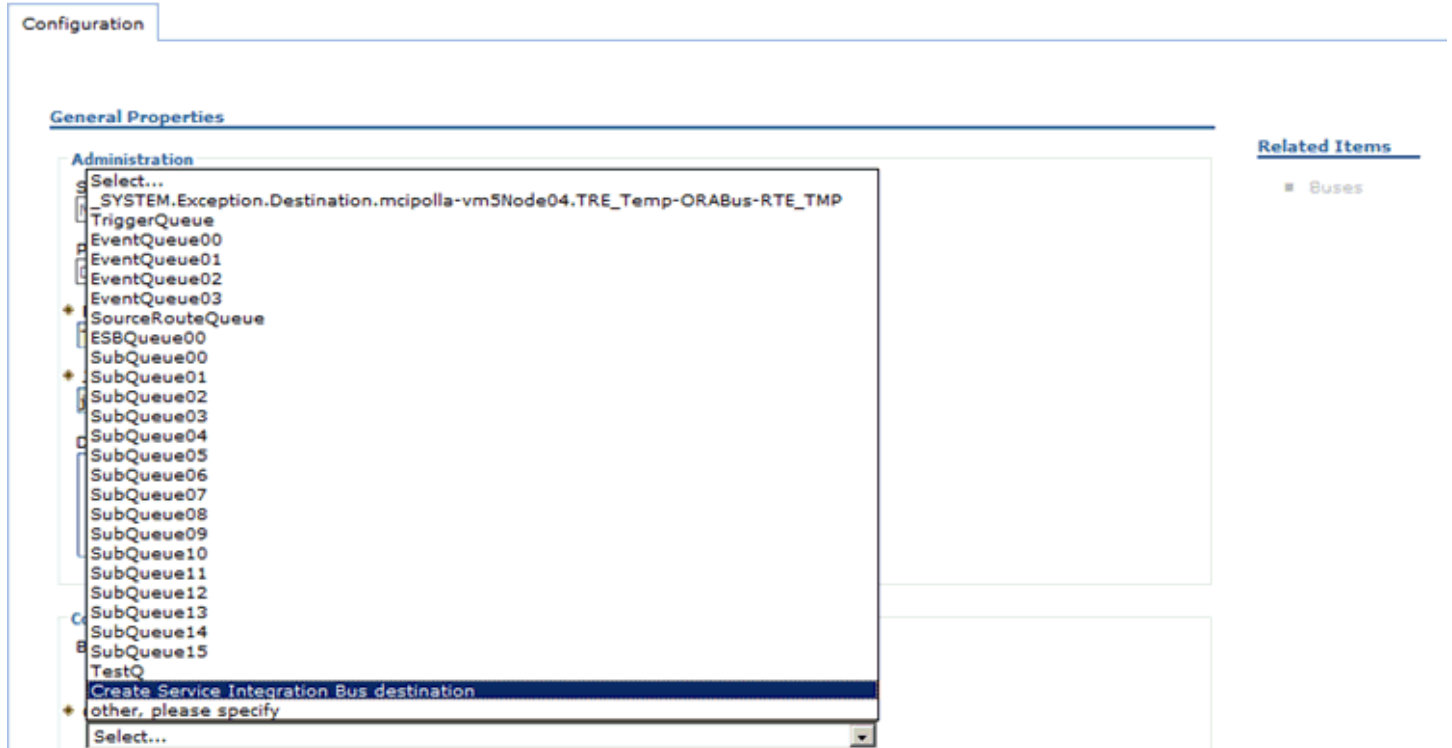 Configuration
General Properties
Related Items
Administration
Buses
Select...
_SYSTEM.Exception.Destination.mcipolla-vm5Node04.TRE_Temp-ORABus-RTE_TMP
TriggerQueue
EventQueue00
EventQueue01
EventQueue02
EventQueue03
SourceRouteQueue
ESBQueue00
SubQueue00
SubQueue01
SubQueue02
SubQueue03
SubQueue04
SubQueue05
SubQueue06
SubQueue07
SubQueue08
SubQueue09
SubQueue10
SubQueue11
SubQueue12
SubQueue13
SubQueue14
SubQueue15
TestQ
Create Service Integration Bus destination
other, please specify
Select...